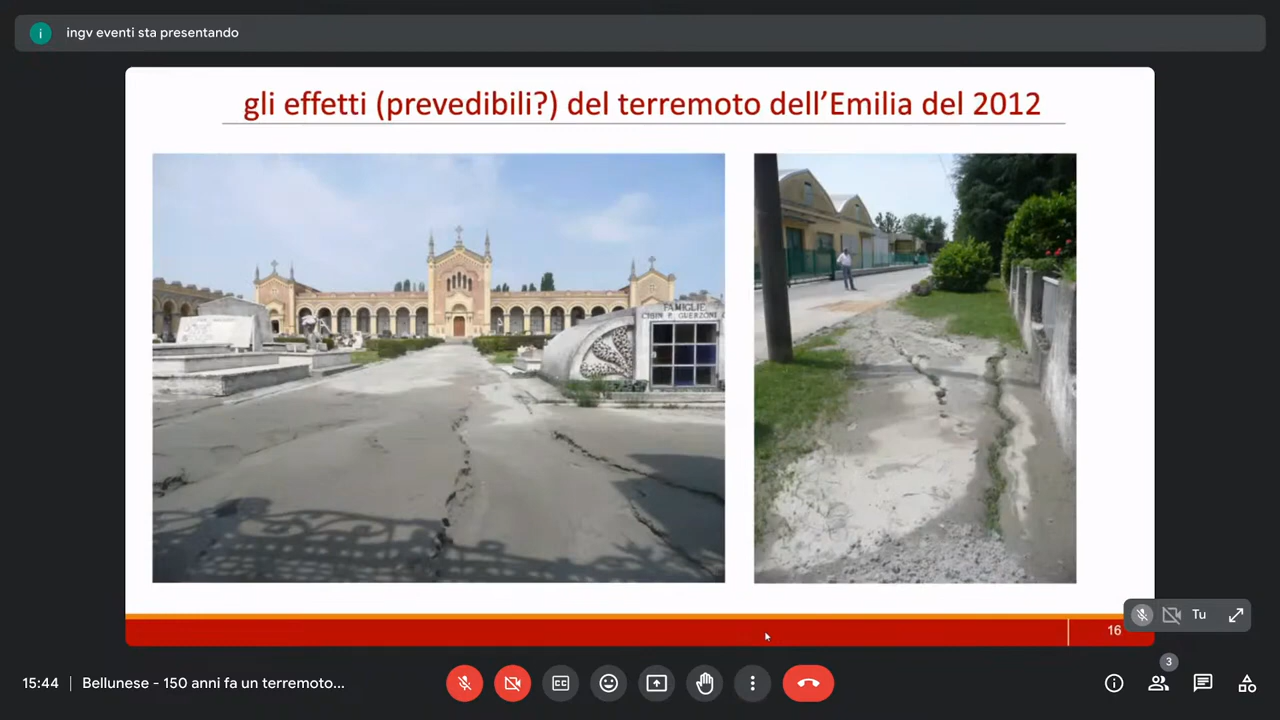 i
ingv eventi sta presentando
gli effetti (prevedibili?) del terremoto dell'Emilia del 2012
FAMIGLIE
16
Tu
3
15:44 | Bellunese - 150 anni fa un terremoto...
CC